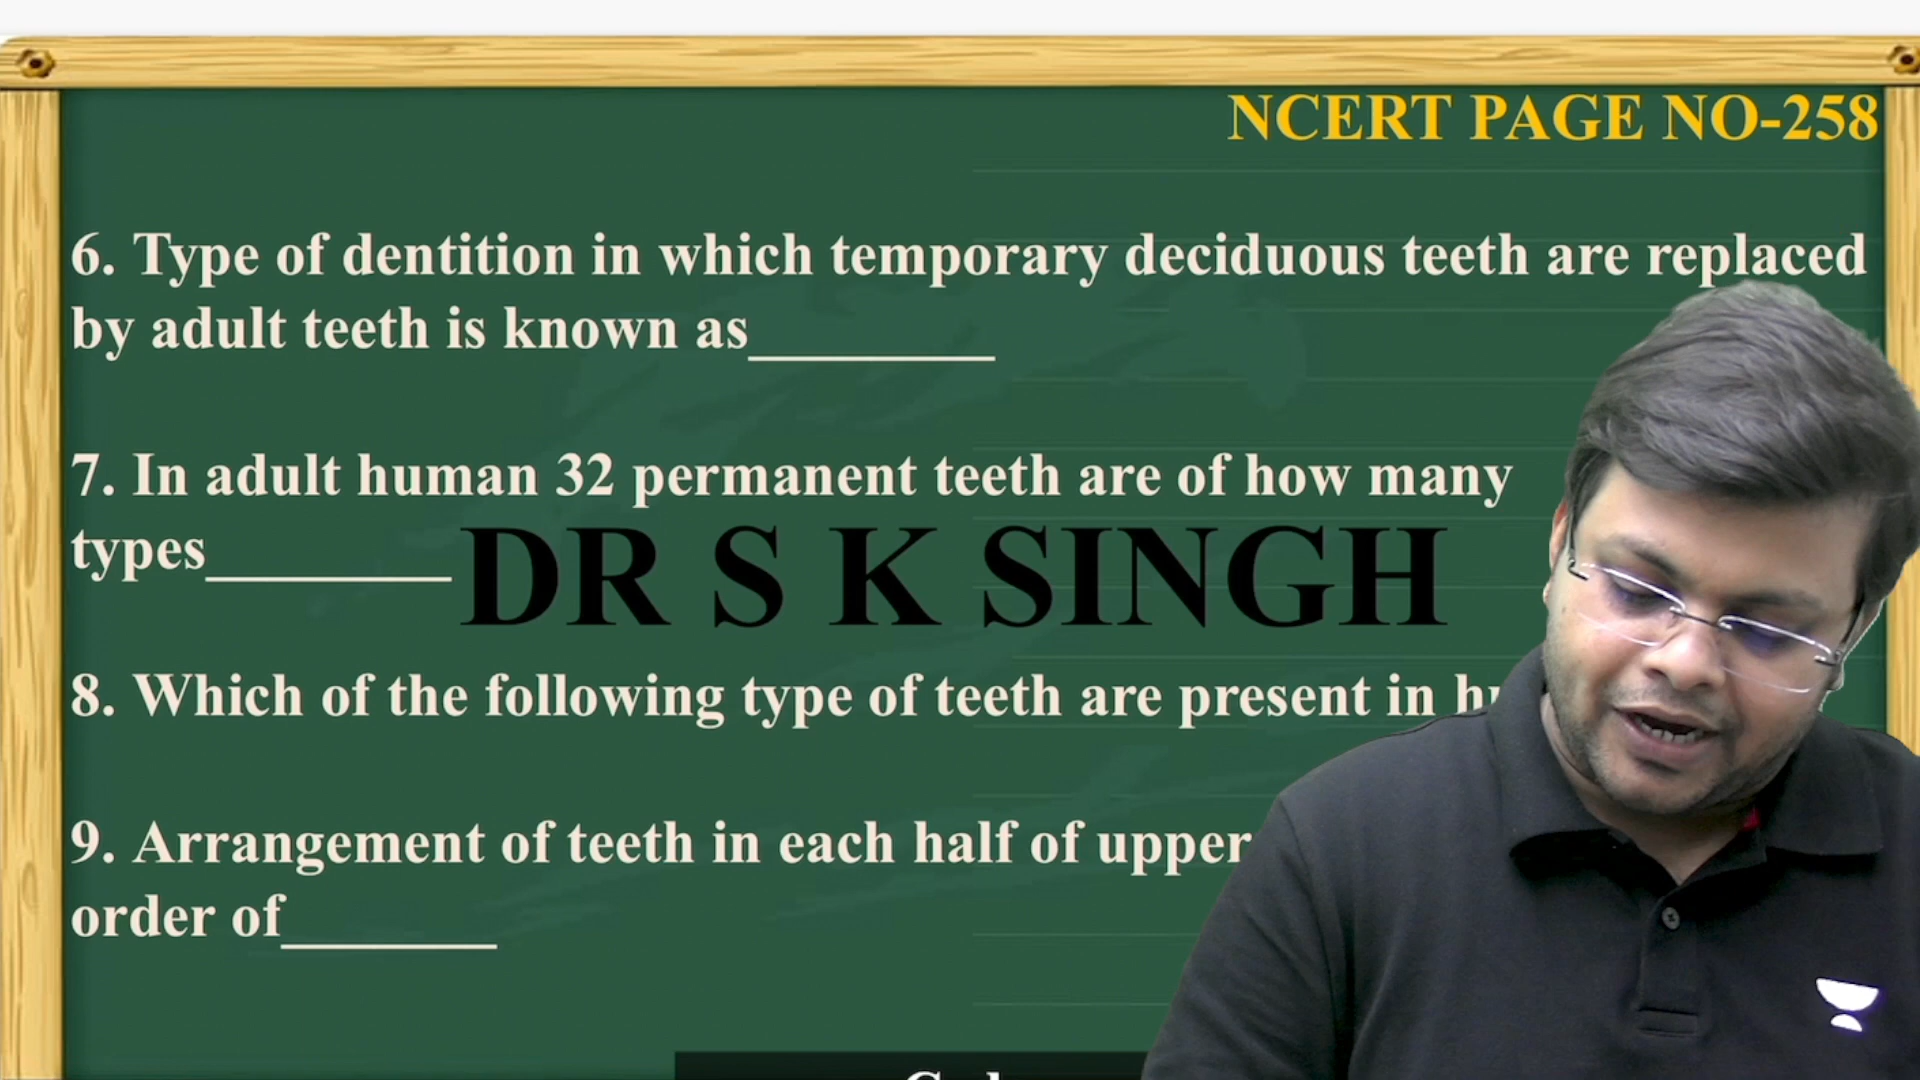 NCERT PAGE NO-258
6. Type of dentition in which temporary deciduous teeth are replaced
by adult teeth is known as________
7. In adult human 32 permanent teeth are of how many
types________
DR S K SINGH
8. Which of the following type of teeth are present in
9. Arrangement of teeth in each half of upper
order of_______